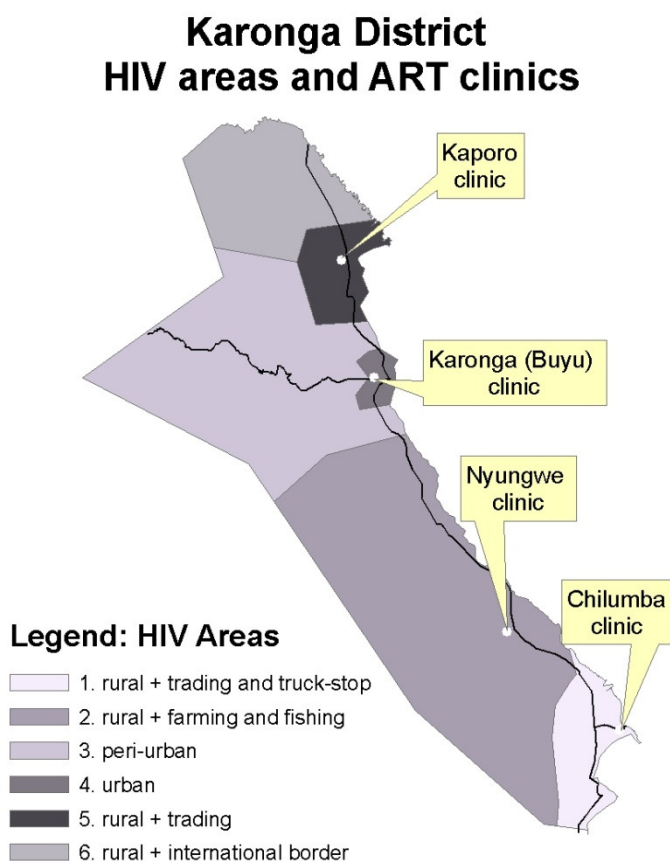 Karonga District
HIV areas and ART clinics
Kaporo
clinic
Karonga (Buyu)
clinic
Nyungwe
clinic
Chilumba
clinic
Legend: HIV Areas
1. rural + trading and truck-stop
2. rural + farming and fishing
3. peri-urban
4. urban
5. rural + trading
6. rural + international border